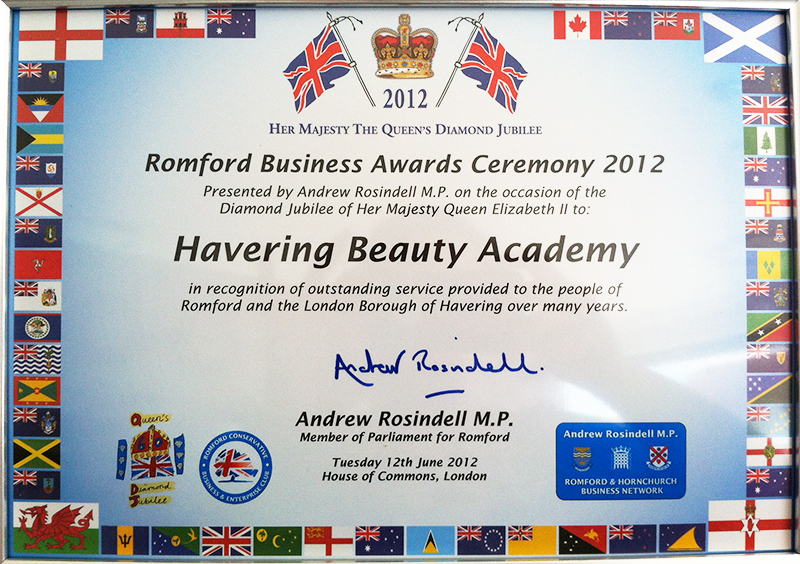 2012
HER MAJESTY THE QUEEN'S DIAMOND JUBILEE
Romford Business Awards Ceremony 2012
Presented by Andrew Rosindell M.P. on the occasion of the
Diamond Jubilee of Her Majesty Queen Elizabeth II to:
Havering Beauty Academy
in recognition of outstanding service provided to the people of
Romford and the London Borough of Havering over many years.
Andrew Rosindell.
Andrew Rosindell M.P.
Member of Parliament for Romford
Tuesday 12th June 2012
House of Commons, London
Queen's
Diamond
Jubilee
ROMFORD CONSERVATIVE
BUSINESS & ENTERPRISE CLUB
Andrew Rosindell M.P.
ROMFORD & HORNCHURCH
BUSINESS NETWORK